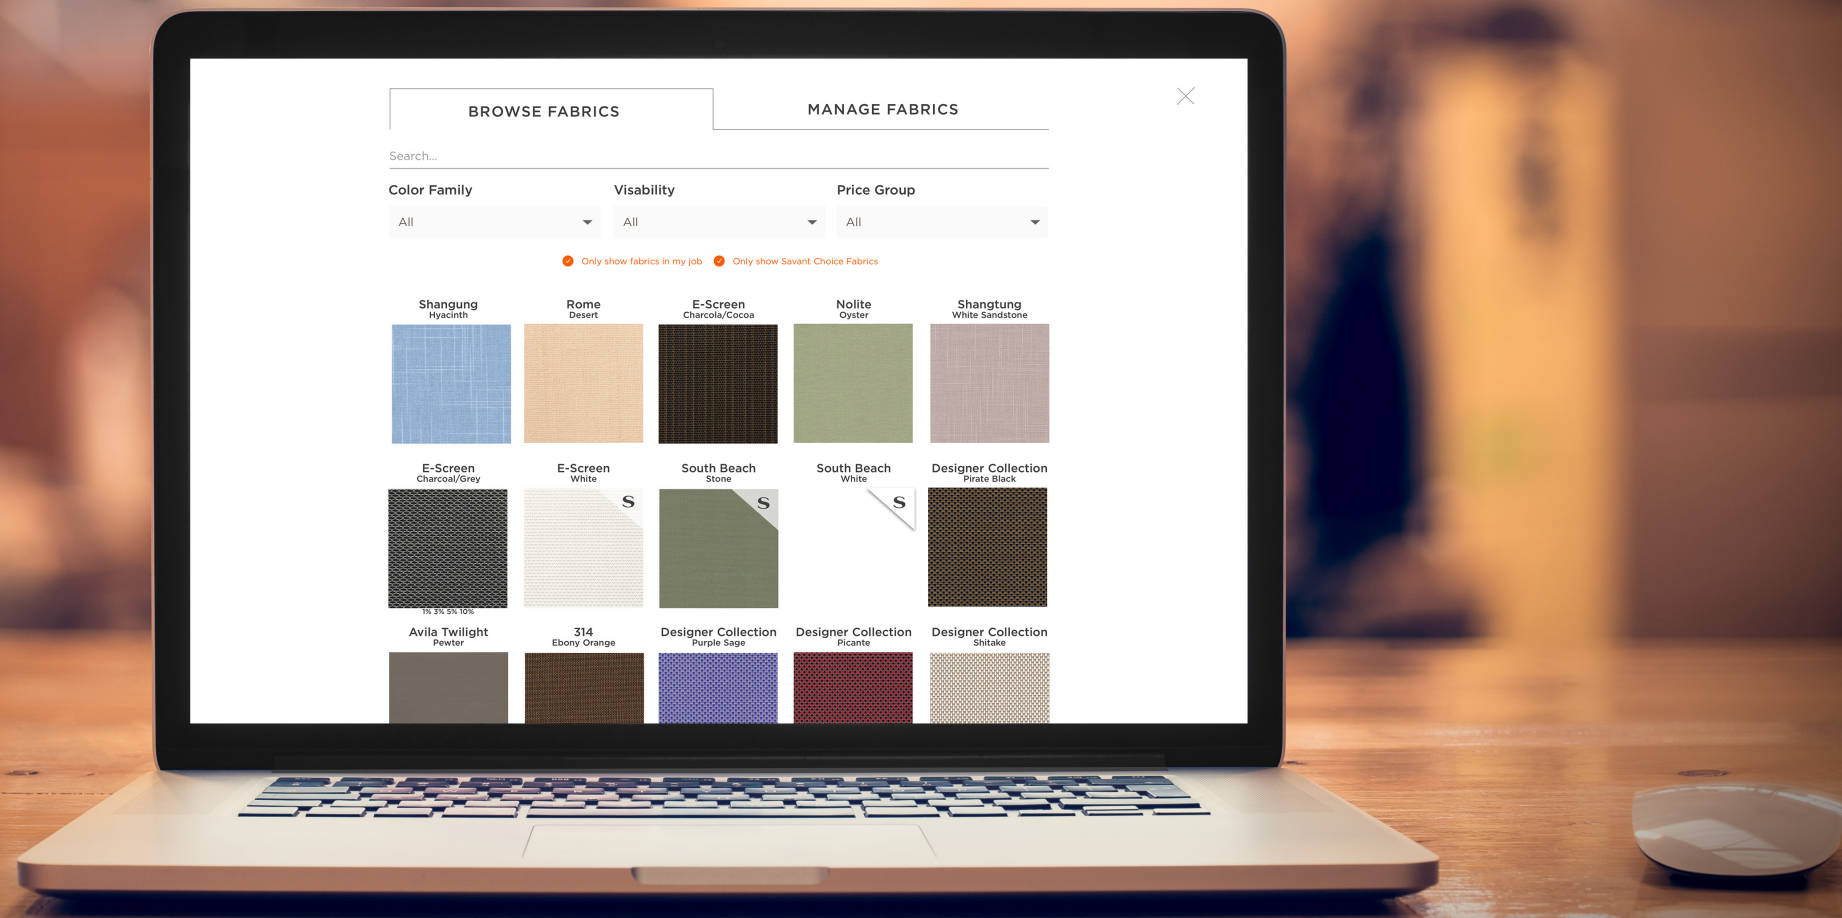 BROWSE FABRICS
MANAGE FABRICS
Search...
Color Family
Visability
Price Group
All
All
All
Only show fabrics in my job
Only show Savant Choice Fabrics
Shangung
Rome
E-Screen
Nolite
Shangtung
Hyacinth
Desert
Charcola/Cocoa
Oyster
White Sandstone
E-Screen
E-Screen
South Beach
South Beach
Designer Collection
Charcoal/Grey
White
Stone
White
Pirate Black
S
S
S
1% 3% 5% 10%
Avila Twilight
314
Designer Collection
Designer Collection
Designer Collection
Pewter
Ebony Orange
Purple Sage
Picante
Shitake